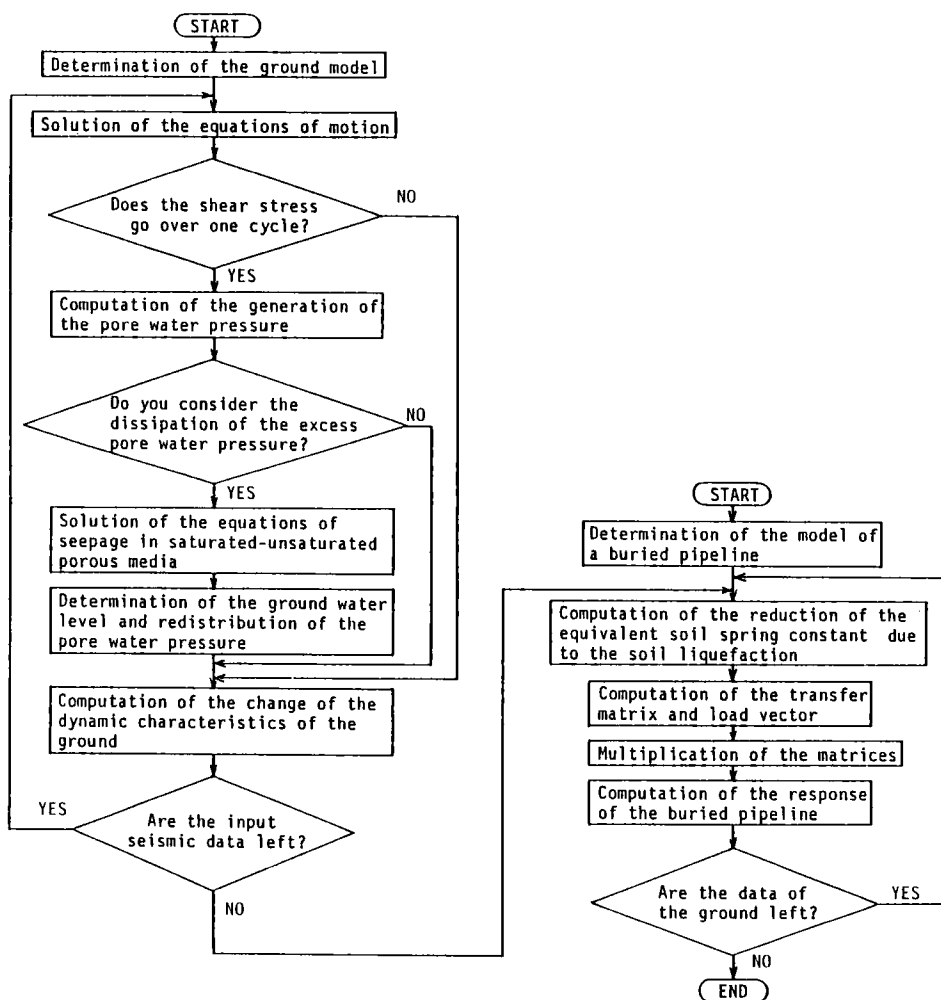 START
Determination of the ground model
Solution of the equations of motion
Does the shear stress
go over one cycle?
NO
YES
Computation of the generation of
the pore water pressure
Do you consider the
dissipation of the excess
pore water pressure?
NO
YES
Solution of the equations of
seepage in saturated-unsaturated
porous media
Determination of the ground water
level and redistribution of the
pore water pressure
Computation of the change of the
dynamic characteristics of the
ground
YES
Are the input
seismic data left?
NO
START
Determination of the model of
a buried pipeline
Computation of the reduction of the
equivalent soil spring constant due
to the soil liquefaction
Computation of the transfer
matrix and load vector
Multiplication of the matrices
Computation of the response
of the buried pipeline
Are the data of
the ground left?
YES
NO
END